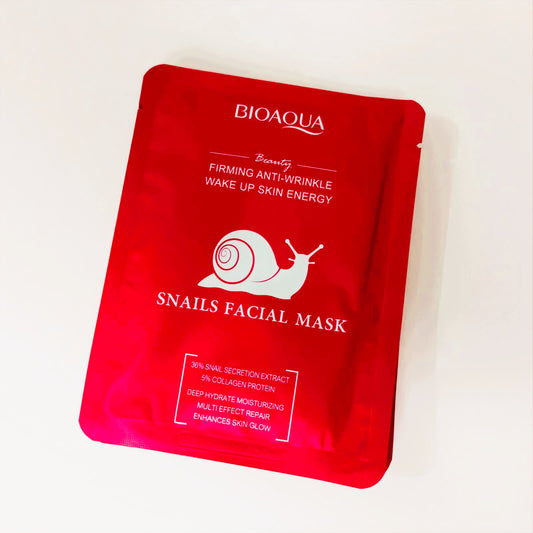 BIOAQUA
Beauty
FIRMING ANTI-WRINKLE
WAKE UP SKIN ENERGY
SNAILS FACIAL MASK
36% SNAIL SECRETION EXTRACT
5% COLLAGEN PROTEIN
DEEP HYDRATE MOISTURIZING
MULTI EFFECT REPAIR
ENHANCES SKIN GLOW